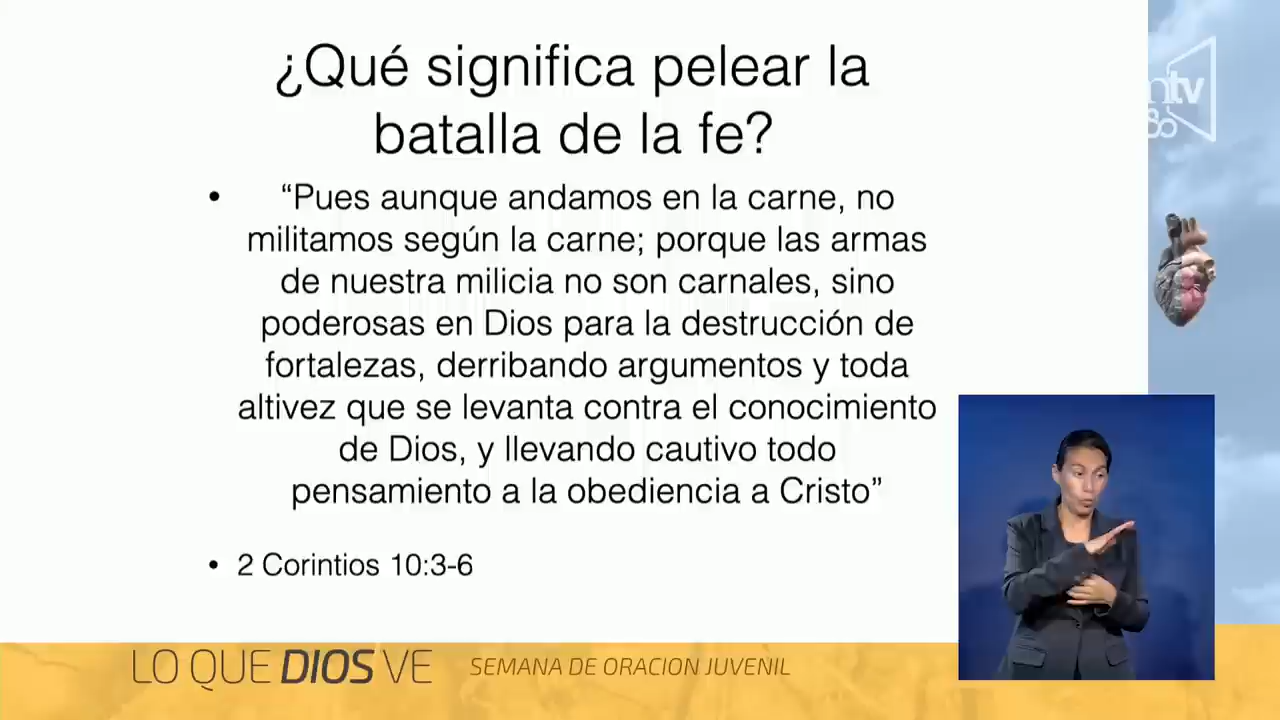 ¿Qué significa pelear la
batalla de la fe?
• “Pues aunque andamos en la carne, no
militamos según la carne; porque las armas
de nuestra milicia no son carnales, sino
poderosas en Dios para la destrucción de
fortalezas, derribando argumentos y toda
altivez que se levanta contra el conocimiento
de Dios, y llevando cautivo todo
pensamiento a la obediencia a Cristo”
• 2 Corintios 10:3-6
LO QUE DIOS VE
SEMANA DE ORACION JUVENIL